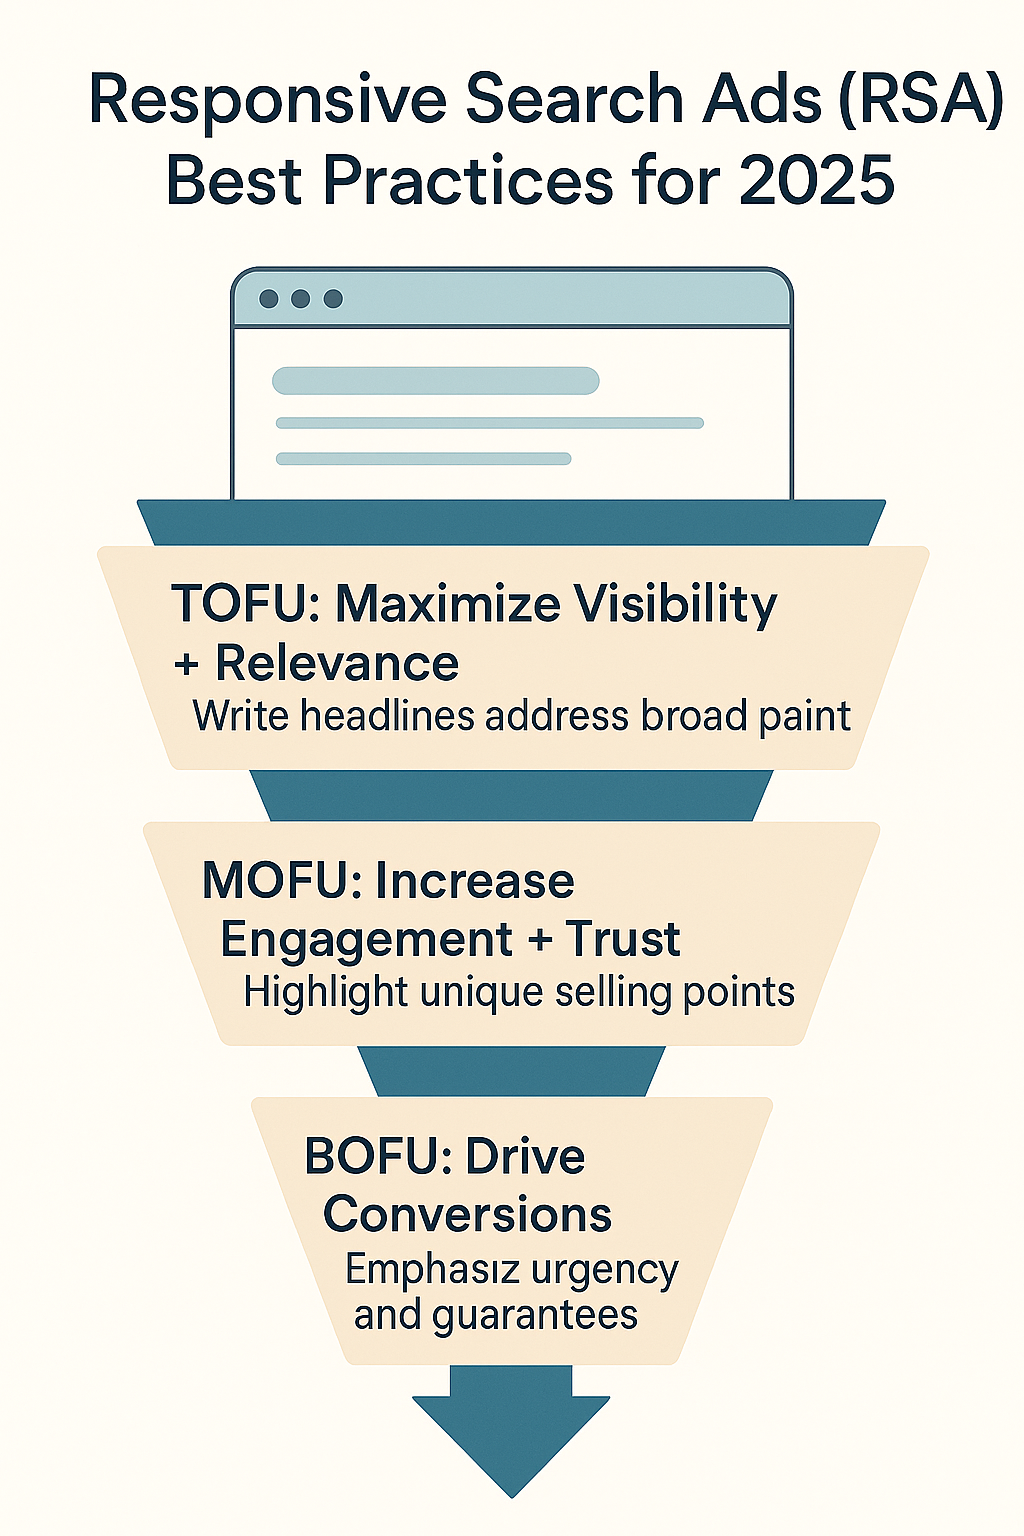 Responsive Search Ads (RSA)
Best Practices for 2025
TOFU: Maximize Visibility
+ Relevance
Write headlines address broad paint
MOFU: Increase
Engagement + Trust
Highlight unique selling points
BOFU: Drive
Conversions
Emphasız urgency
and guarantees